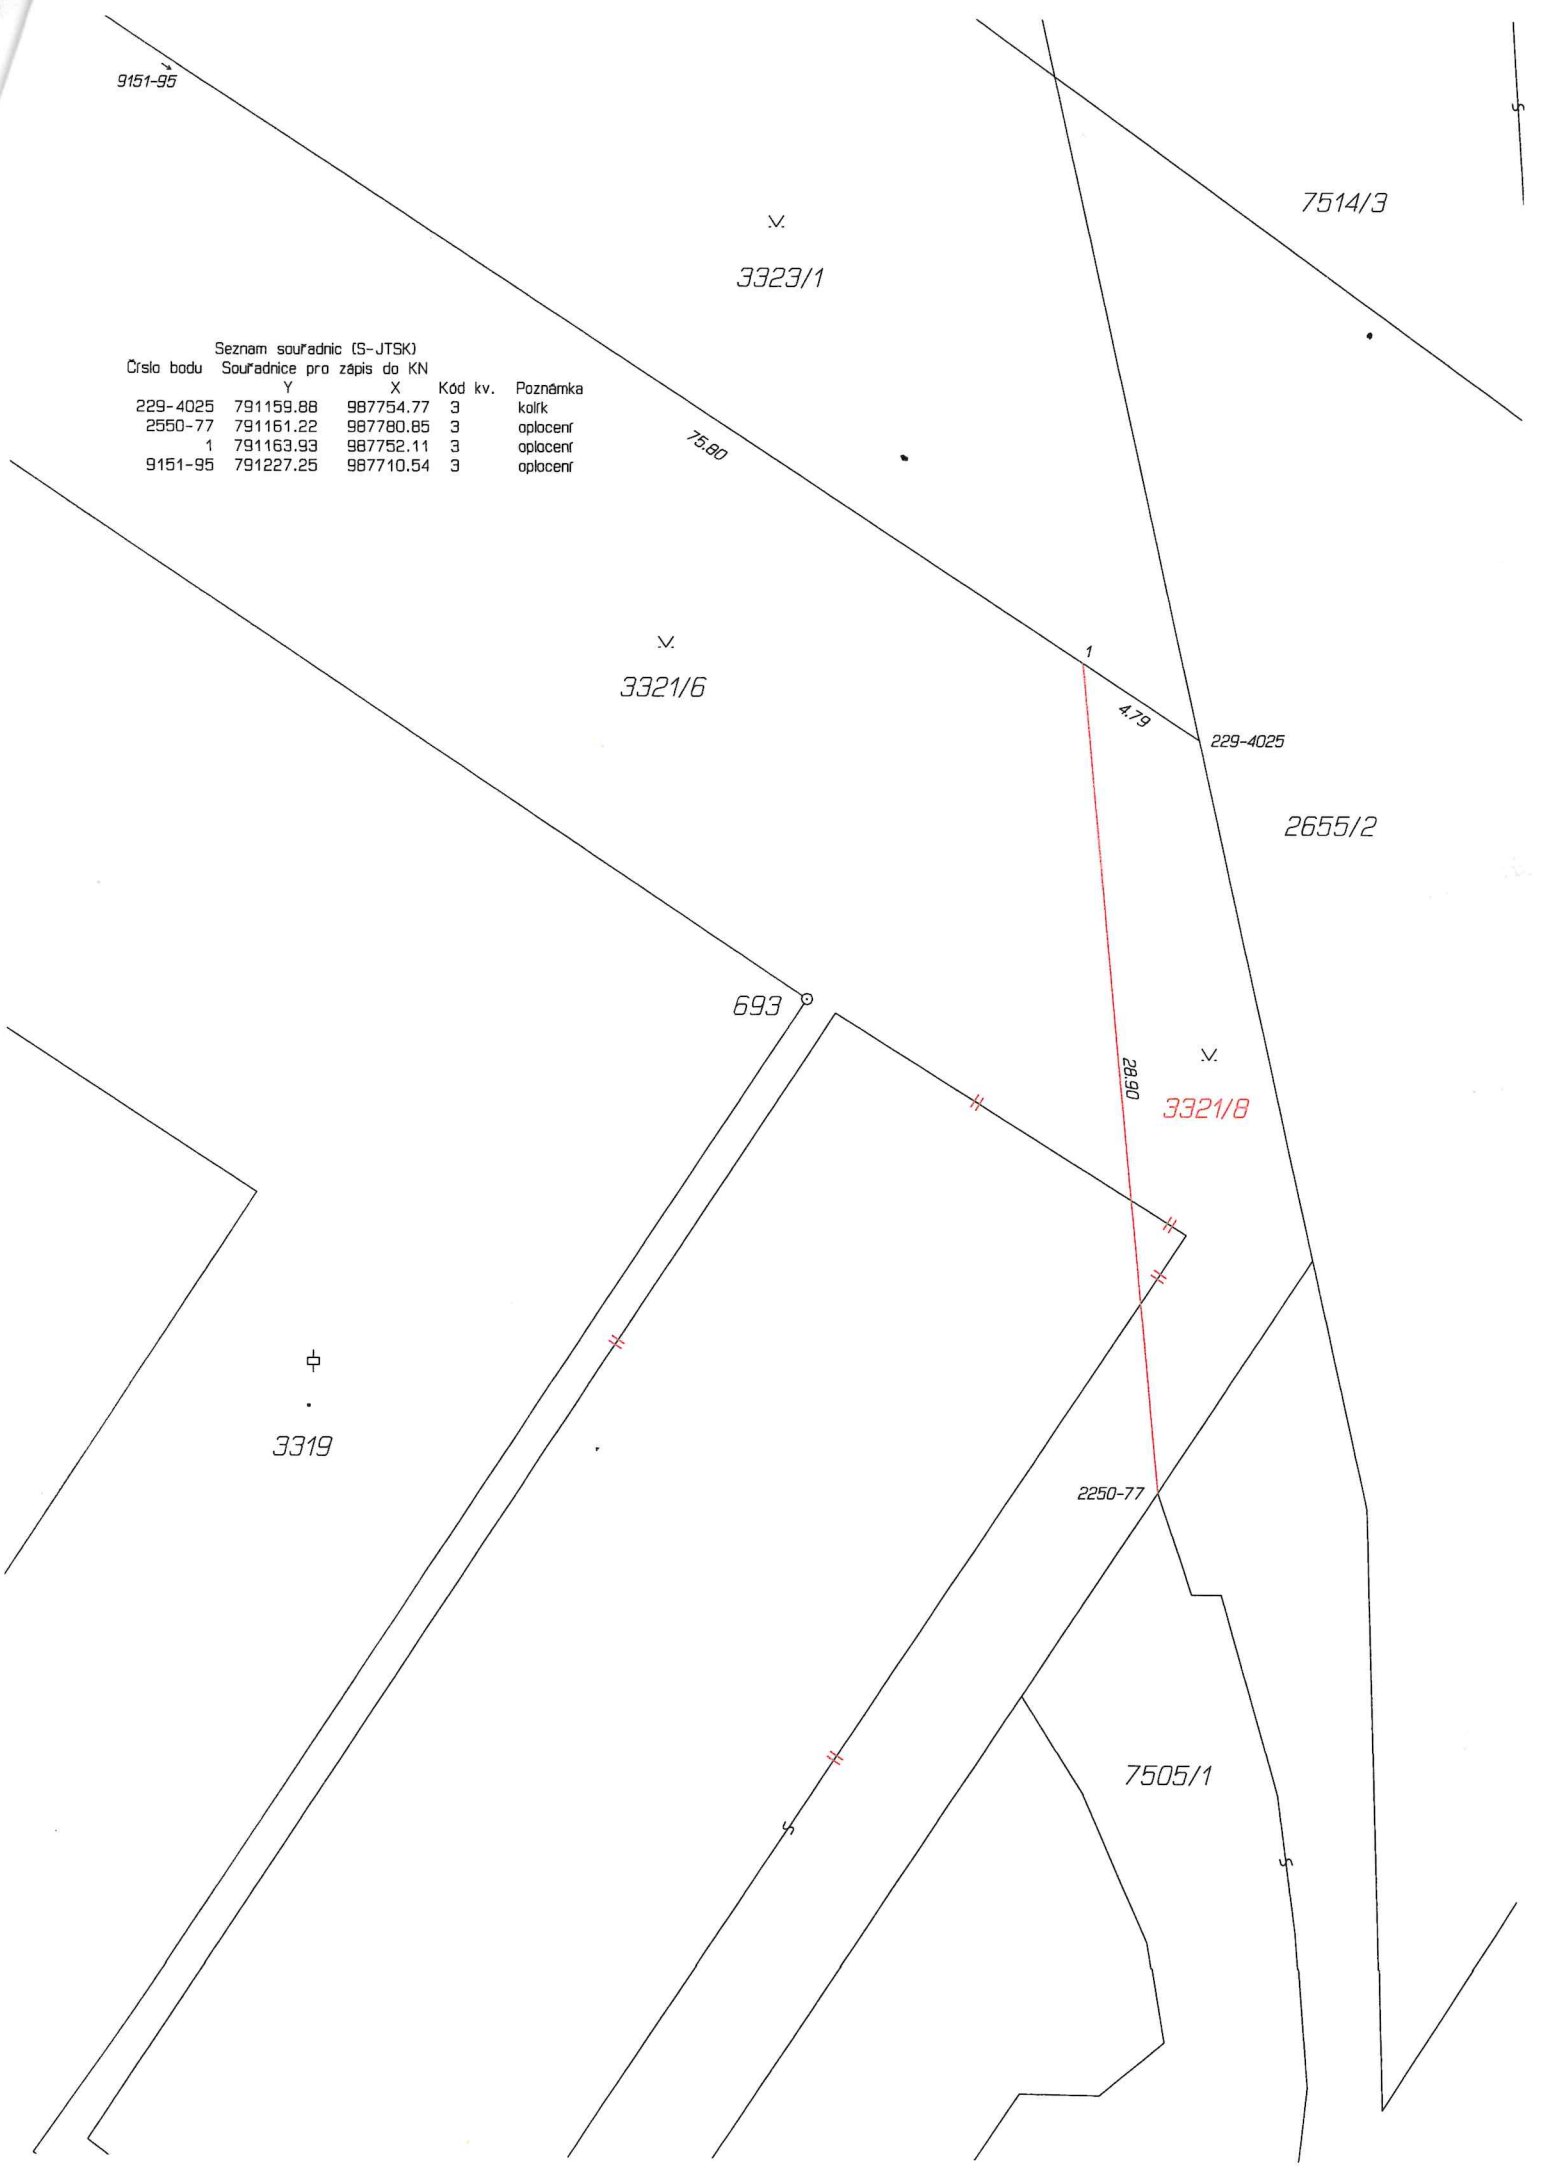 9151-95
7514/3
3323/1
Seznam souřadnic (S-JTSK)
Číslo bodu Souřadnice pro zápis do KN
Y X Kód kv. Poznámka
229-4025 791159.88 987754.77 3 kolík
2550-77 791161.22 987780.85 3 oplocení
1 791163.93 987752.11 3 oplocení
9151-95 791227.25 987710.54 3 oplocení
75.80
1
3321/6
4.79
229-4025
2655/2
693
28.90
3321/8
3319
2250-77
7505/1